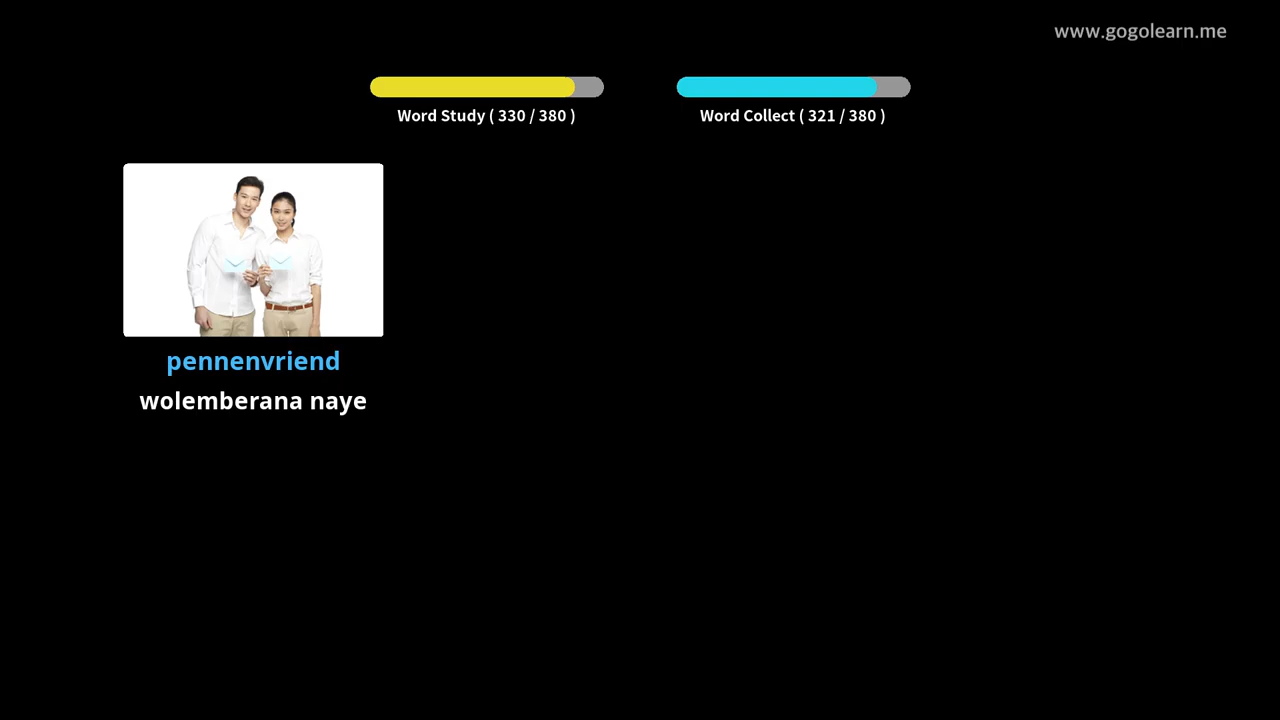 www.gogolearn.me
Word Study ( 330 / 380 )
Word Collect ( 321 / 380 )
pennenvriend
wolemberana naye